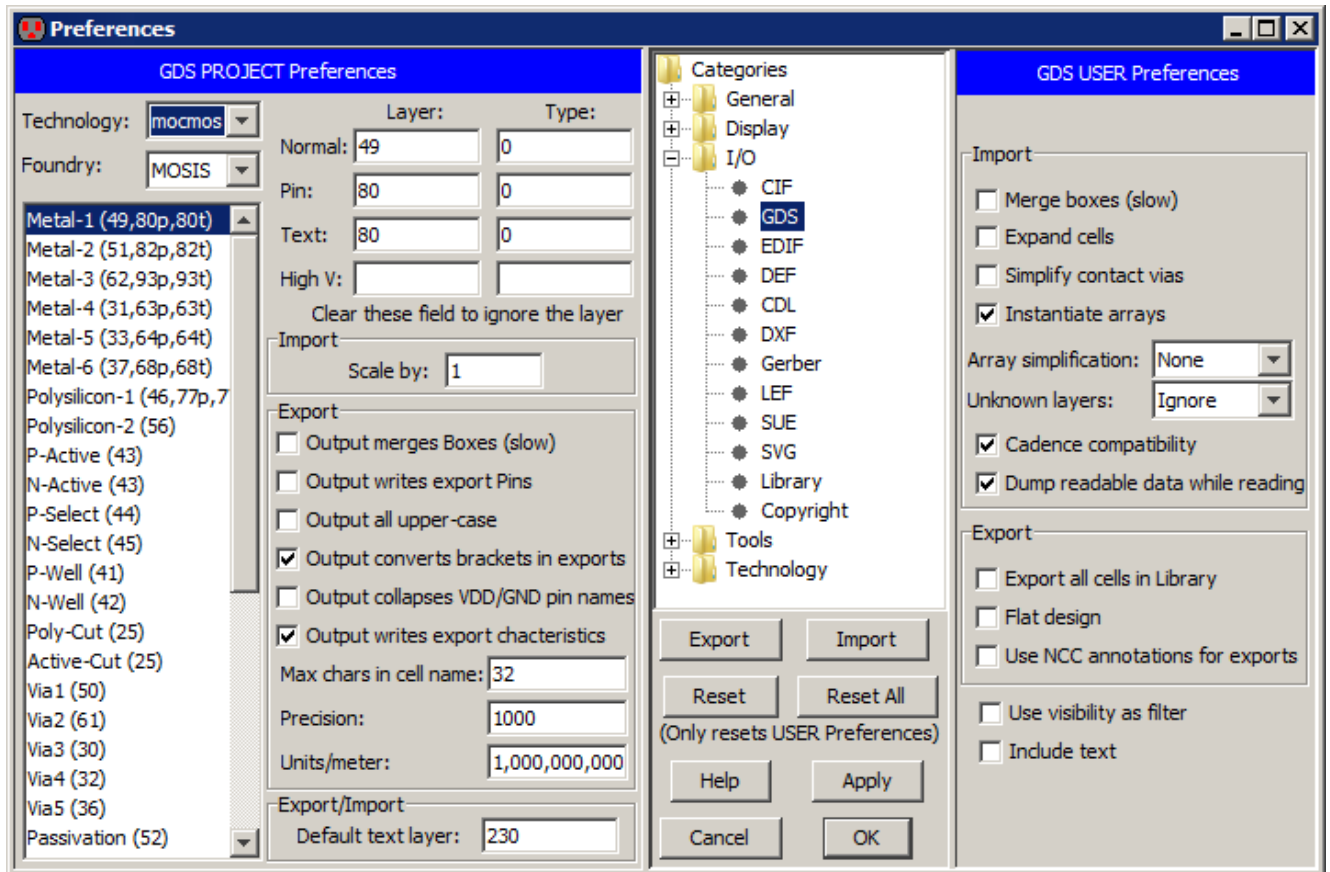 Preferences
GDS PROJECT Preferences
Technology: mocmos
Foundry: MOSIS
Metal-1 (49,80p,80t)
Metal-2 (51,82p,82t)
Metal-3 (62,93p,93t)
Metal-4 (31,63p,63t)
Metal-5 (33,64p,64t)
Metal-6 (37,68p,68t)
Polysilicon-1 (46,77p,7
Polysilicon-2 (56)
P-Active (43)
N-Active (43)
P-Select (44)
N-Select (45)
P-Well (41)
N-Well (42)
Poly-Cut (25)
Active-Cut (25)
Via1 (50)
Via2 (61)
Via3 (30)
Via4 (32)
Via5 (36)
Passivation (52)
Layer: Type:
Normal: 49 0
Pin: 80 0
Text: 80 0
High V:
Clear these field to ignore the layer
Import
Scale by: 1
Export
Output merges Boxes (slow)
Output writes export Pins
Output all upper-case
Output converts brackets in exports
Output collapses VDD/GND pin names
Output writes export chacteristics
Max chars in cell name: 32
Precision: 1000
Units/meter: 1,000,000,000
Export/Import
Default text layer: 230
Categories
General
Display
I/O
CIF
GDS
EDIF
DEF
CDL
DXF
Gerber
LEF
SUE
SVG
Library
Copyright
Tools
Technology
Export Import
Reset Reset All
(Only resets USER Preferences)
Help Apply
Cancel OK
GDS USER Preferences
Import
Merge boxes (slow)
Expand cells
Simplify contact vias
Instantiate arrays
Array simplification: None
Unknown layers: Ignore
Cadence compatibility
Dump readable data while reading
Export
Export all cells in Library
Flat design
Use NCC annotations for exports
Use visibility as filter
Include text